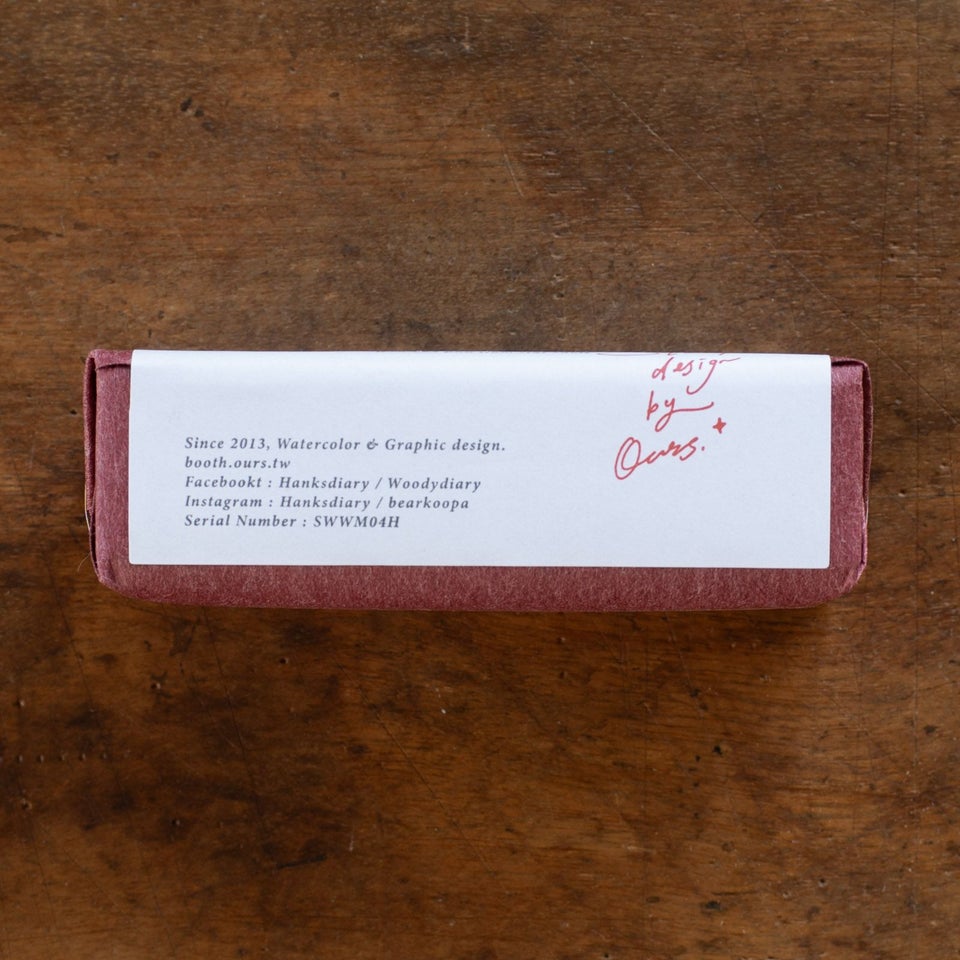 Since 2013, Watercolor & Graphic design.
booth.ours.tw
Facebookt : Hanksdiary / Woodydiary
Instagram : Hanksdiary / bearkoopa
Serial Number : SWWM04H
design
by
Ours.